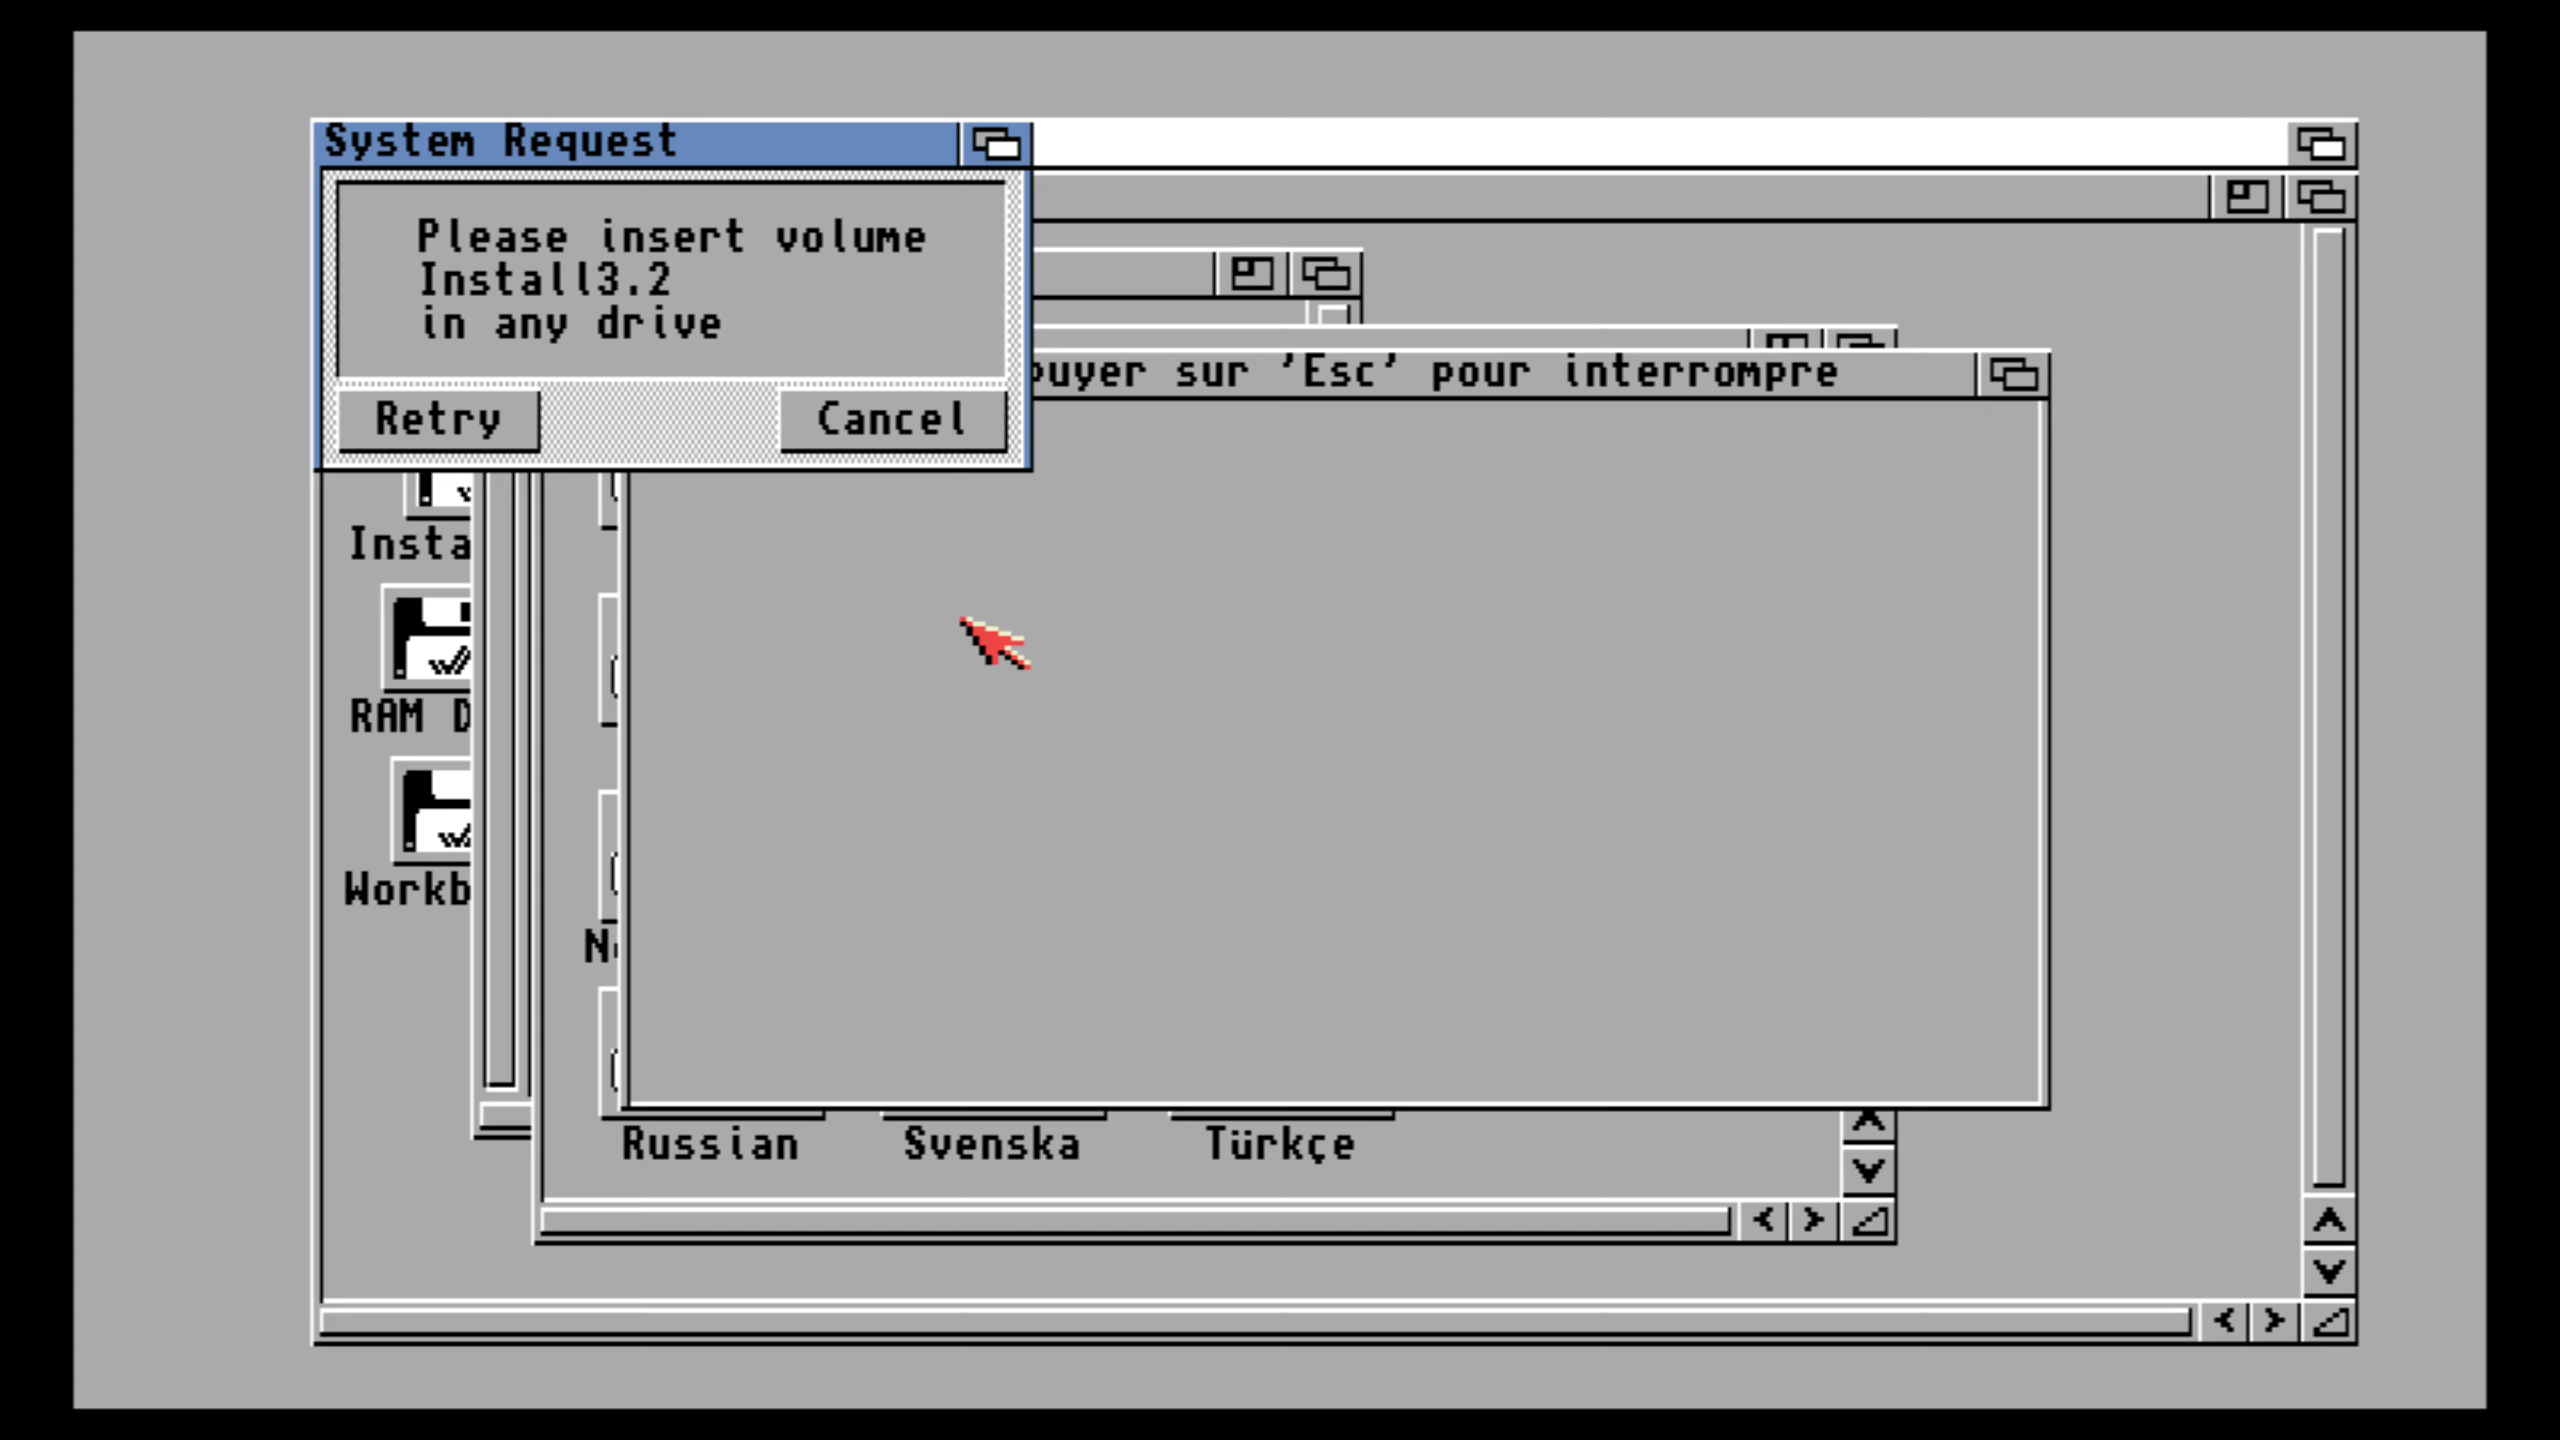 System Request
Please insert volume
Install3.2
in any drive
Retry
Cancel
puyer sur 'Esc' pour interrompre
Insta
RAM D
Workb
Russian
Svenska
Türkçe